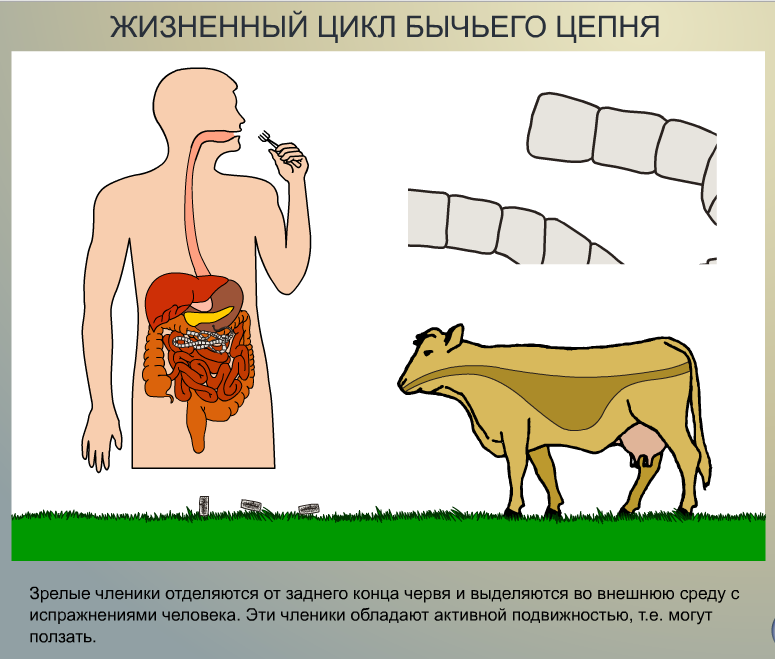 ЖИЗНЕННЫЙ ЦИКЛ БЫЧЬЕГО ЦЕПНЯ
Зрелые членики отделяются от заднего конца червя и выделяются во внешнюю среду с
испражнениями человека. Эти членики обладают активной подвижностью, т.е. могут
ползать.